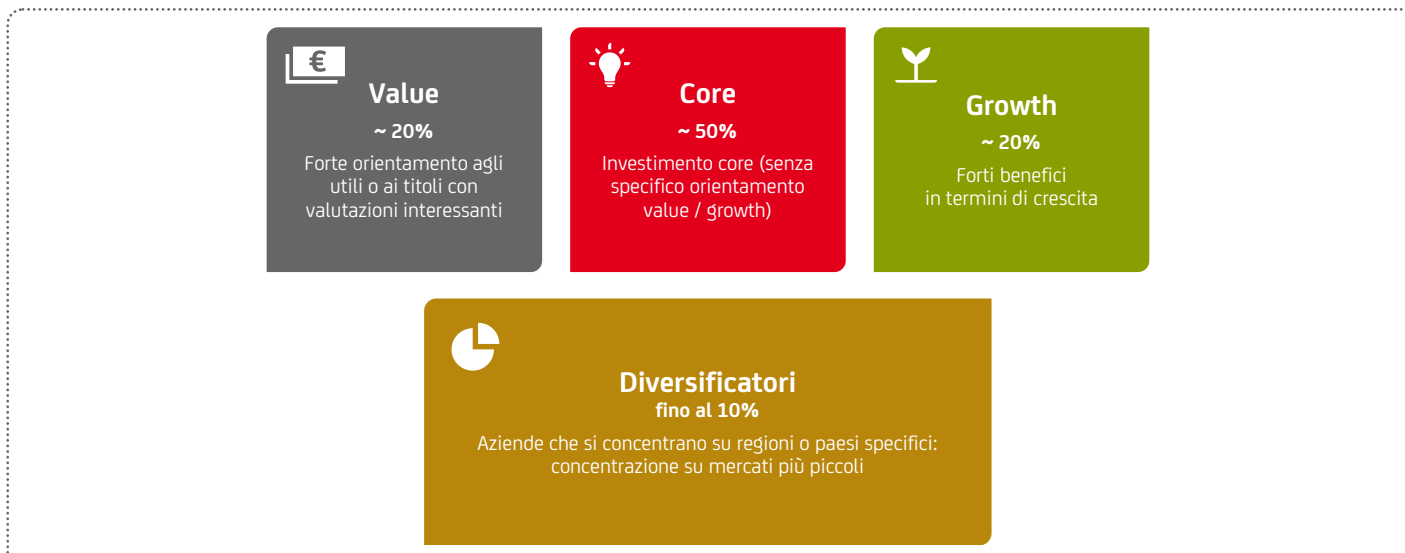 €
Value
~ 20%
Forte orientamento agli
utili o ai titoli con
valutazioni interessanti
Core
~ 50%
Investimento core (senza
specifico orientamento
value / growth)
Growth
~ 20%
Forti benefici
in termini di crescita
Diversificatori
fino al 10%
Aziende che si concentrano su regioni o paesi specifici:
concentrazione su mercati più piccoli